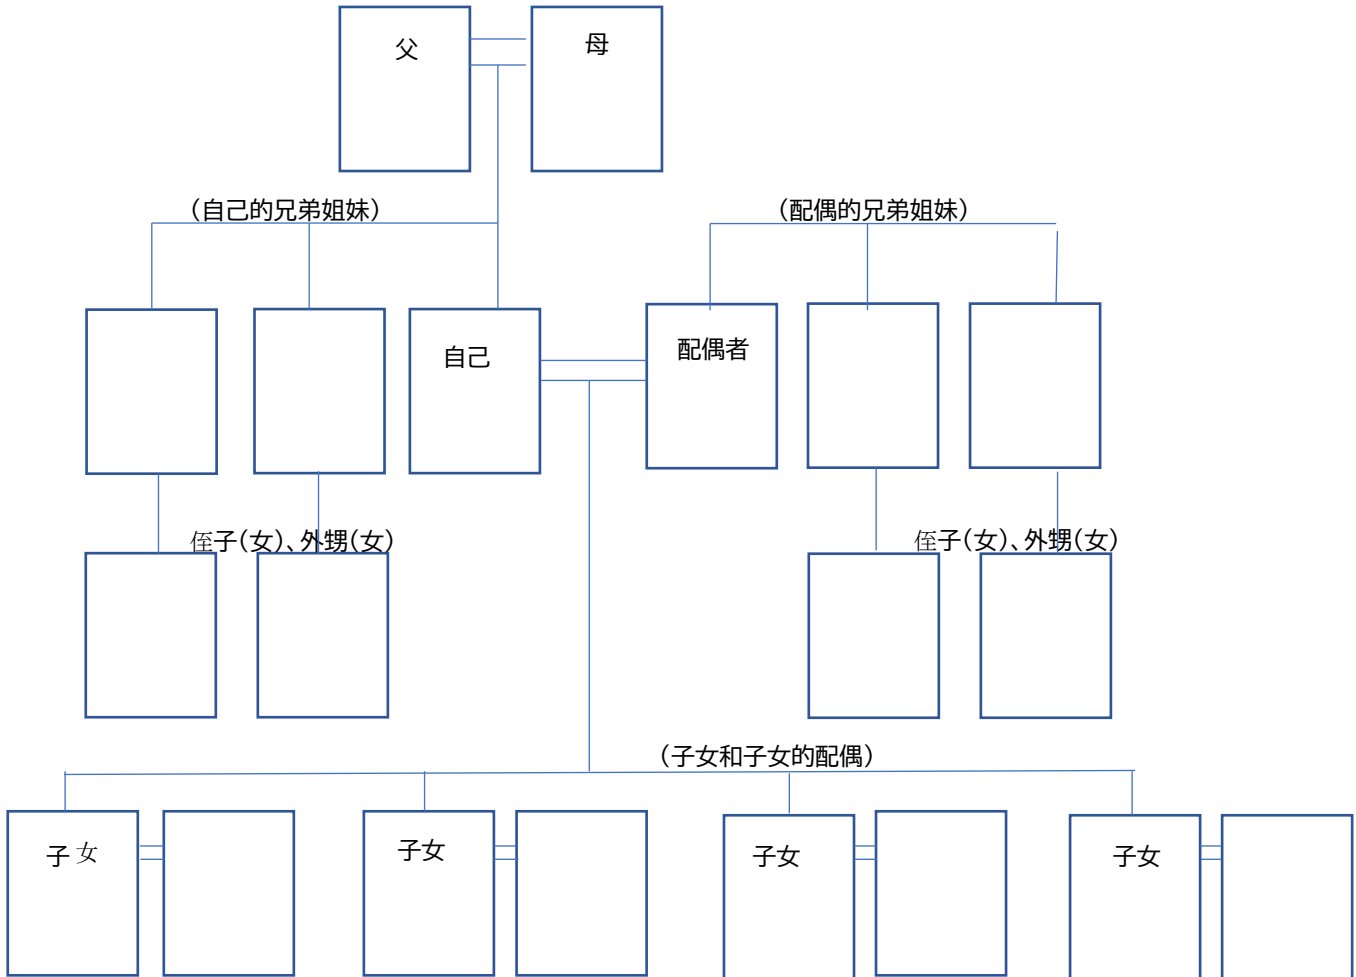 父
母
（自己的兄弟姐妹）
（配偶的兄弟姐妹）
自己
配偶者
侄子（女）、外甥（女）
侄子（女）、外甥（女）
（子女和子女的配偶）
子女
子女
子女
子女